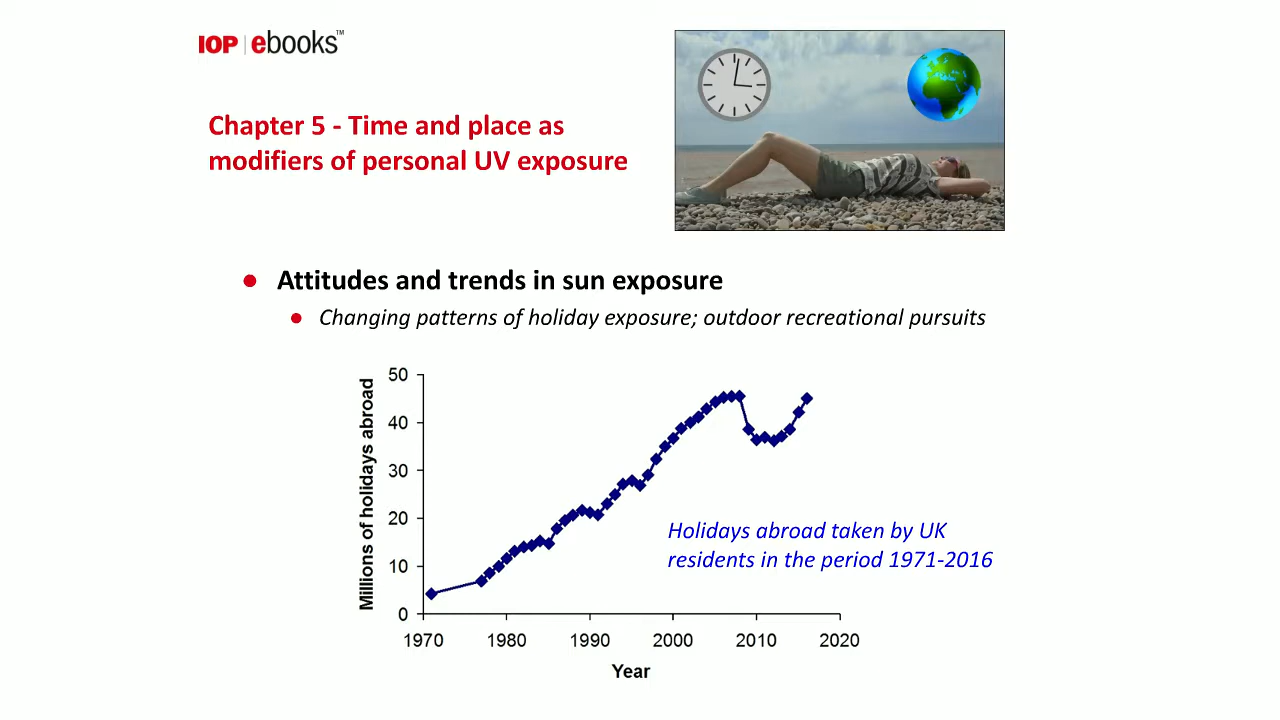 IOP ebooks™
Chapter 5 - Time and place as
modifiers of personal UV exposure
● Attitudes and trends in sun exposure
● Changing patterns of holiday exposure; outdoor recreational pursuits
Millions of holidays abroad
50
40
30
20
10
0
Holidays abroad taken by UK
residents in the period 1971-2016
1970 1980 1990 2000 2010 2020
Year